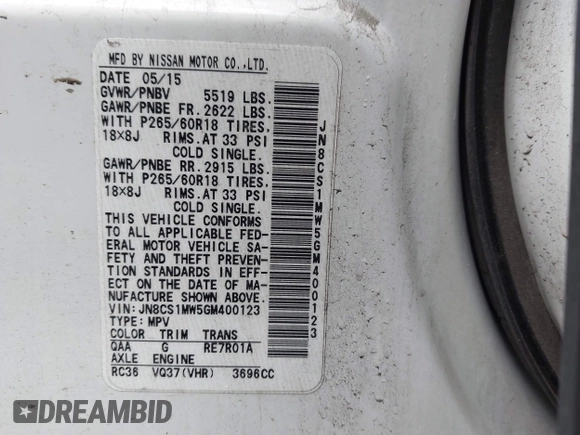 MFD BY NISSAN MOTOR CO.,LTD.
DATE 05/15
GVWR/PNBV 5519 LBS.
GAWR/PNBE FR. 2622 LBS.
WITH P265/60R18 TIRES,
18×8J RIMS.AT 33 PSI
COLD SINGLE.
GAWR/PNBE RR. 2915 LBS.
WITH P265/60R18 TIRES,
18×8J RIMS.AT 33 PSI
COLD SINGLE.
THIS VEHICLE CONFORMS
TO ALL APPLICABLE FED-
ERAL MOTOR VEHICLE SA-
FETY AND THEFT PREVEN-
TION STANDARDS IN EFF-
ECT ON THE DATE OF MA-
NUFACTURE SHOWN ABOVE.
VIN: JN8CS1MW5GM400123
TYPE: MPV
COLOR TRIM TRANS
QAA G RE7R01A
AXLE ENGINE
RC36 VQ37(VHR) 3696CC
JN8CS1MW5GM400123
DREAMBID